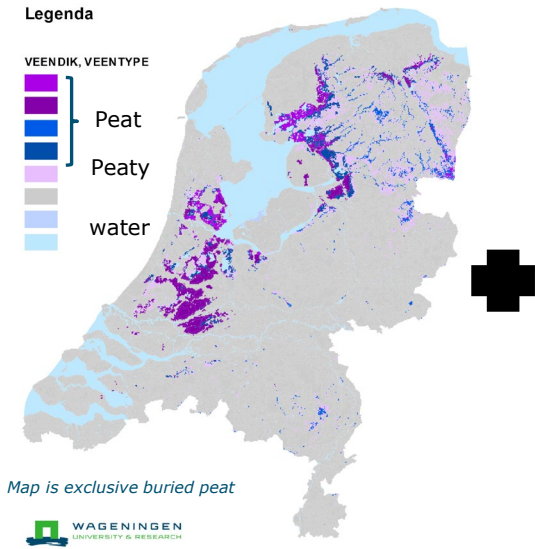 Legenda
VEENDIK, VEENTYPE
Peat
Peaty
water
Map is exclusive buried peat
WAGENINGEN
UNIVERSITY & RESEARCH